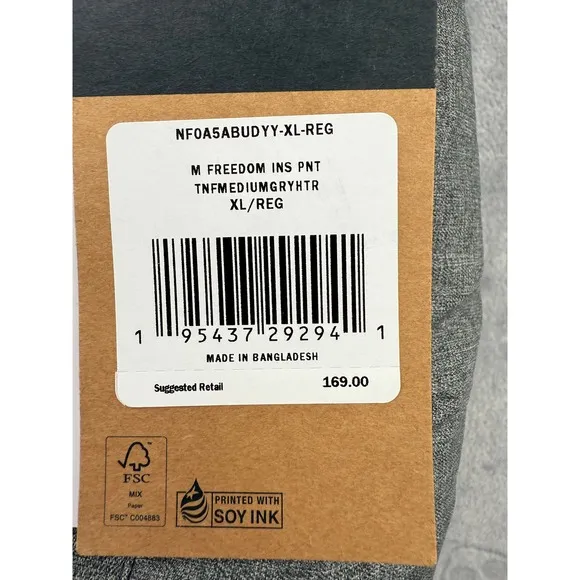 NF0A5ABUDYY-XL-REG
M FREEDOM INS PNT
TNFMEDIUMGRYHTR
XL/REG
1 95437 29294 1
MADE IN BANGLADESH
Suggested Retail 169.00
FSC
MIX
Paper
FSC® C004883
PRINTED WITH
SOY INK